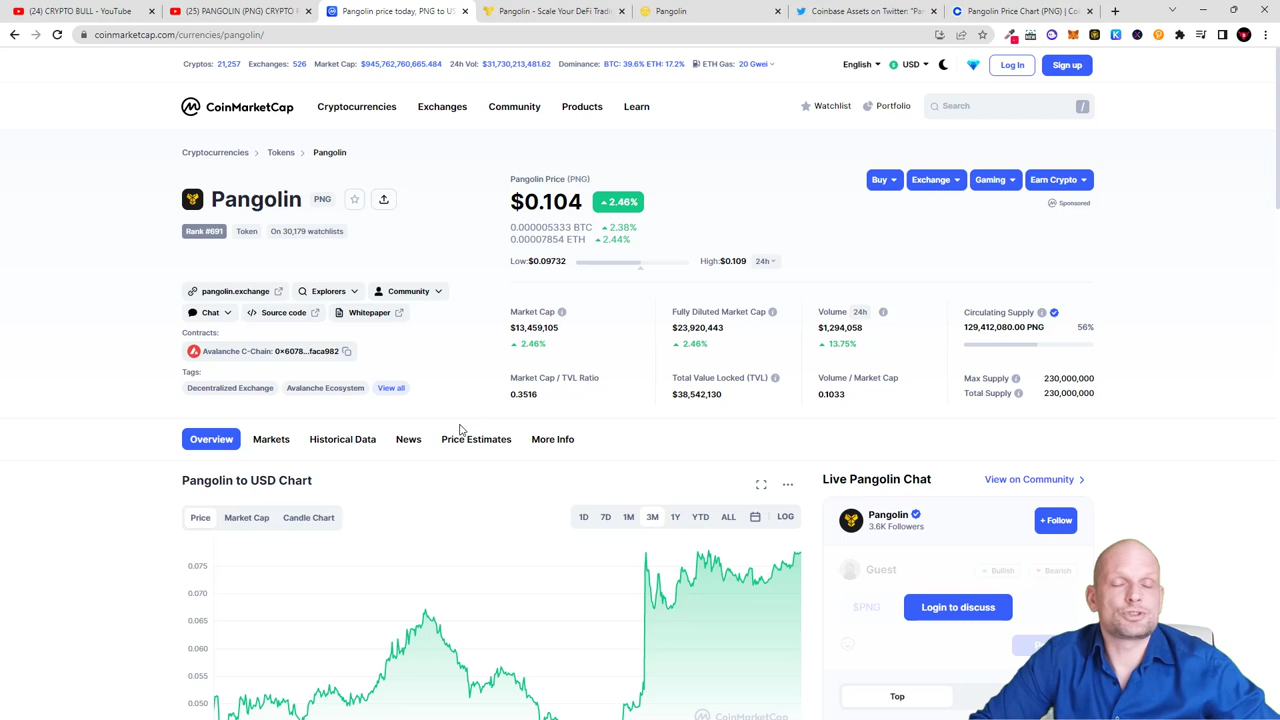 (24) CRYPTO BULL - YouTube
(25) PANGOLIN (PNG) CRYPTO P
Pangolin price today, PNG to US
Pangolin - Scale Your DeFi Tradin
Pangolin
Coinbase Assets on Twitter: "Pan
Pangolin Price Chart (PNG) | Coi
coinmarketcap.com/currencies/pangolin/
Cryptos: 21,257 Exchanges: 526 Market Cap: $945,762,760,665.484 24h Vol: $31,730,213,481.62 Dominance: BTC: 39.6% ETH: 17.2% ETH Gas: 20 Gwei
English USD Log In Sign up
CoinMarketCap Cryptocurrencies Exchanges Community Products Learn Watchlist Portfolio Search /
Cryptocurrencies > Tokens > Pangolin
Pangolin PNG
Rank #691 Token On 30,179 watchlists
Pangolin Price (PNG)
$0.104 2.46%
0.000005333 BTC 2.38%
0.00007854 ETH 2.44%
Low: $0.09732 High: $0.109 24h
Buy Exchange Gaming Earn Crypto
Sponsored
pangolin.exchange Explorers Community
Chat Source code Whitepaper
Contracts:
Avalanche C-Chain: 0x6078...faca982
Tags:
Decentralized Exchange Avalanche Ecosystem View all
Market Cap
$13,459,105
2.46%
Market Cap / TVL Ratio
0.3516
Fully Diluted Market Cap
$23,920,443
2.46%
Total Value Locked (TVL)
$38,542,130
Volume 24h
$1,294,058
13.75%
Volume / Market Cap
0.1033
Circulating Supply
129,412,080.00 PNG 56%
Max Supply 230,000,000
Total Supply 230,000,000
Overview Markets Historical Data News Price Estimates More Info
Pangolin to USD Chart
Price Market Cap Candle Chart
1D 7D 1M 3M 1Y YTD ALL LOG
0.075
0.070
0.065
0.060
0.055
0.050
CoinMarketCap
Live Pangolin Chat View on Community >
Pangolin
3.6K Followers
+ Follow
Guest Bullish Bearish
$PNG Login to discuss
Top